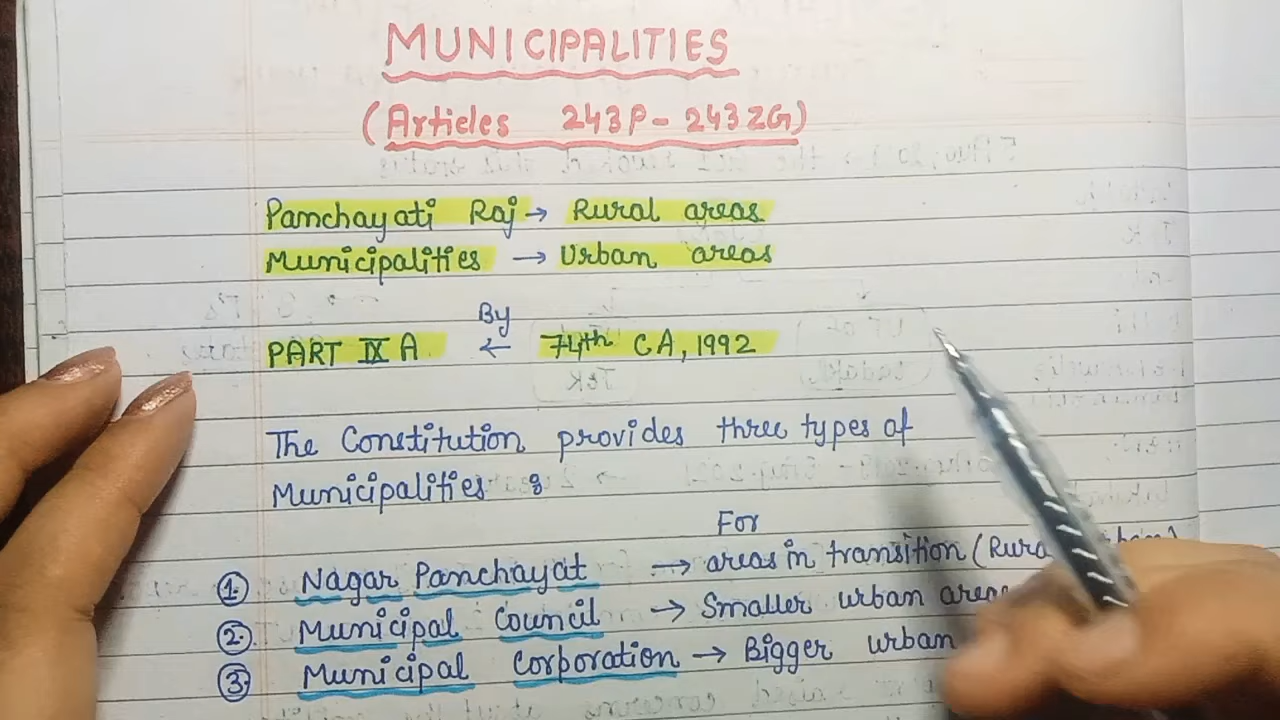 MUNICIPALITIES
(Articles 243P - 243ZG)
Panchayati Raj → Rural areas
Municipalities → Urban areas
By
PART IX A ← 74th CA, 1992
The Constitution provides three types of
Municipalities :
For
1. Nagar Panchayat → areas in transition (Rural
2. Municipal Council → Smaller urban areas
3. Municipal Corporation → Bigger urban